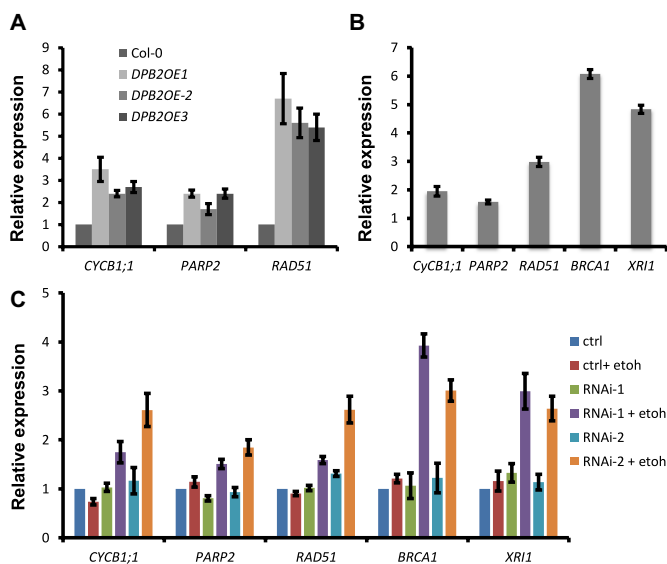 A
Relative expression
9
8
7
6
5
4
3
2
1
0
Col-0
DPB2OE1
DPB2OE-2
DPB2OE3
CYCB1;1
PARP2
RAD51
B
Relative expression
7
6
5
4
3
2
1
0
CyCB1;1
PARP2
RAD51
BRCA1
XRI1
C
Relative expression
5
4
3
2
1
0
ctrl
ctrl+ etoh
RNAi-1
RNAi-1 + etoh
RNAi-2
RNAi-2 + etoh
CYCB1;1
PARP2
RAD51
BRCA1
XRI1